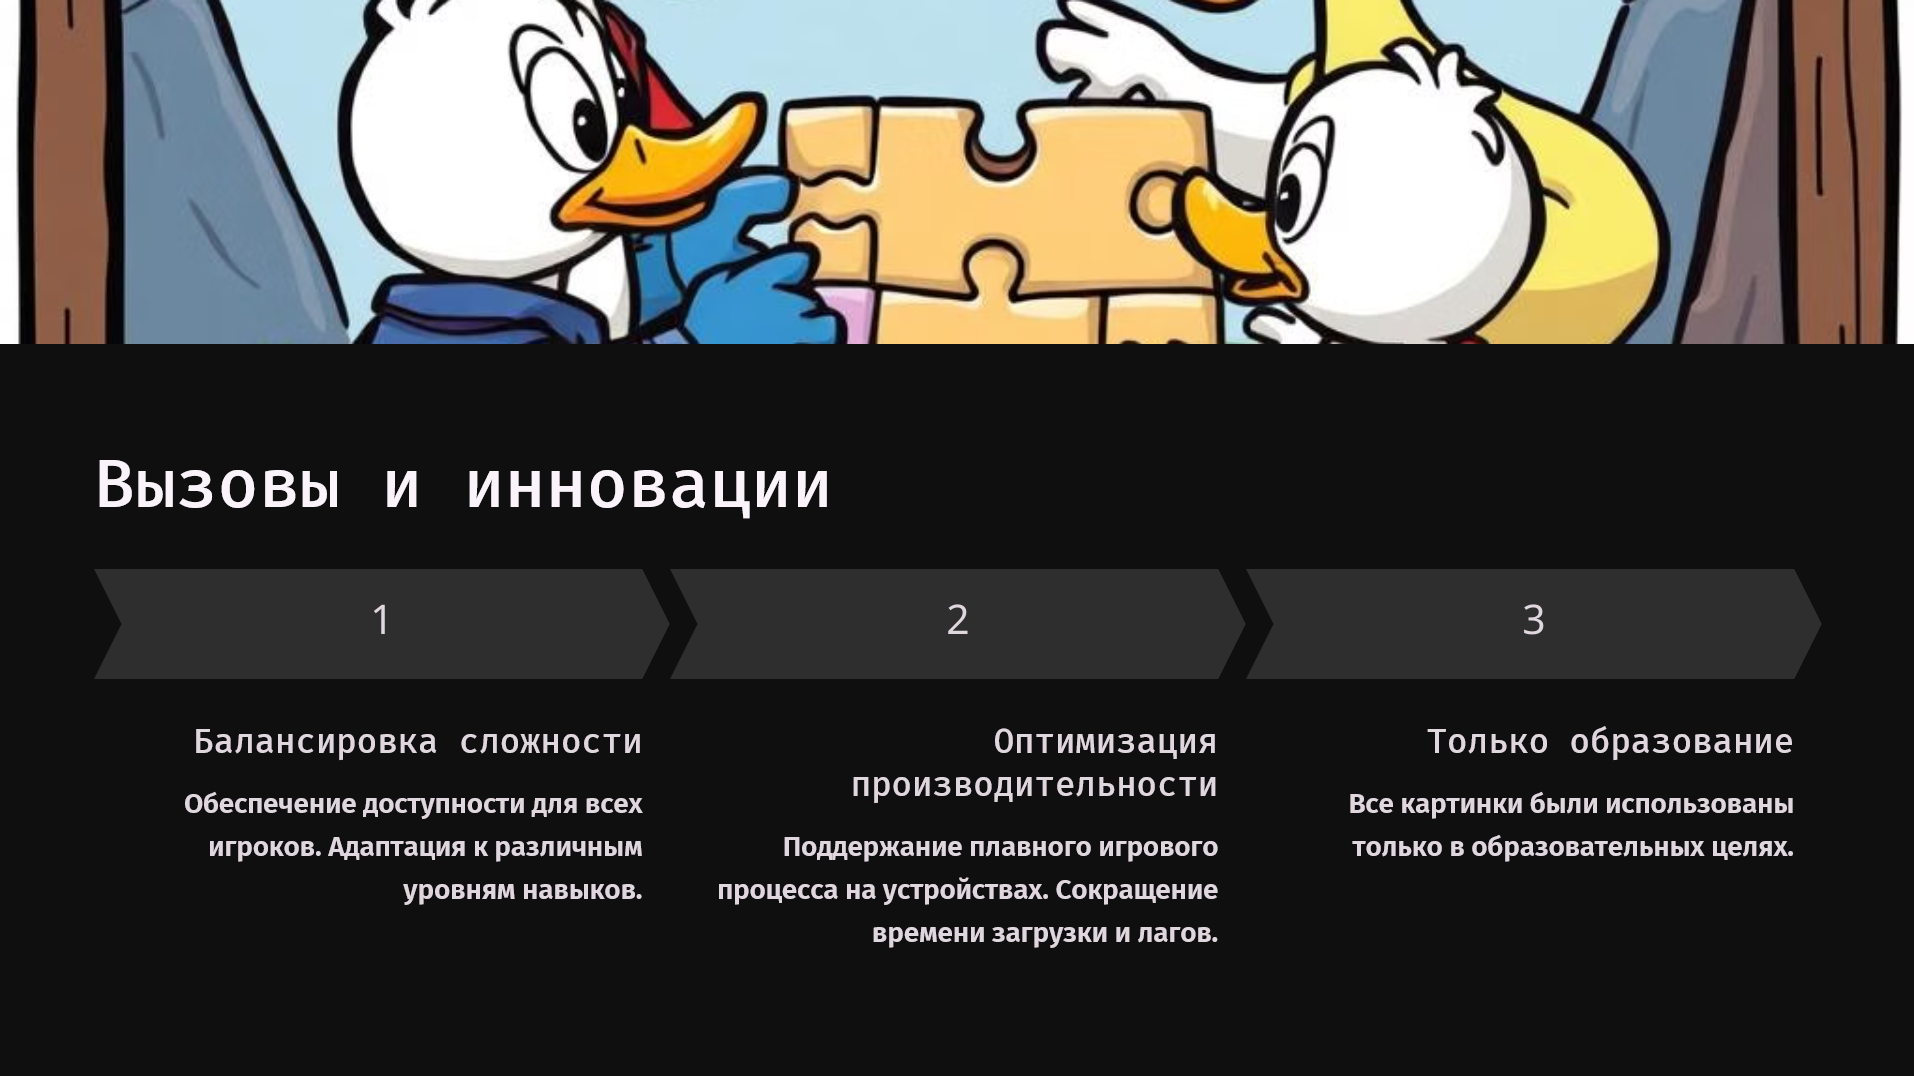 Вызовы и инновации
1
2
3
Балансировка сложности
Обеспечение доступности для всех
игроков. Адаптация к различным
уровням навыков.
Оптимизация
производительности
Поддержание плавного игрового
процесса на устройствах. Сокращение
времени загрузки и лагов.
Только образование
Все картинки были использованы
только в образовательных целях.